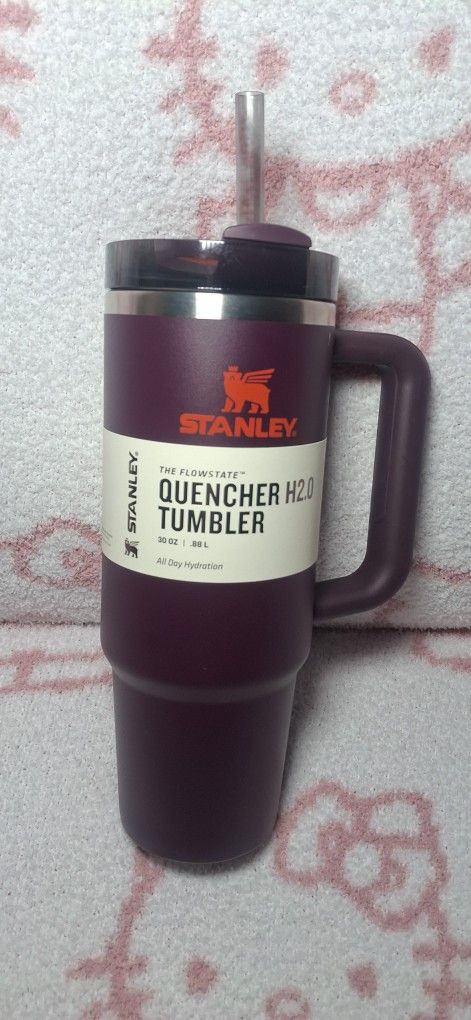 STANLEY.
STANLEY.
THE FLOWSTATE™
QUENCHER H2.0
TUMBLER
30 OZ | .88 L
All Day Hydration